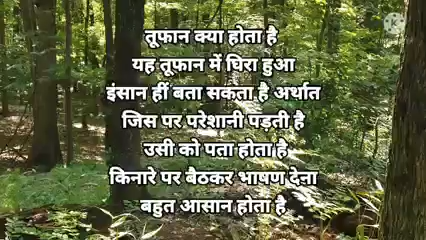 तूफान क्या होता है
यह तूफान में घिरा हुआ
इंसान हीं बता सकता है अर्थात
जिस पर परेशानी पड़ती है
उसी को पता होता है
किनारे पर बैठकर भाषण देना
बहुत आसान होता है